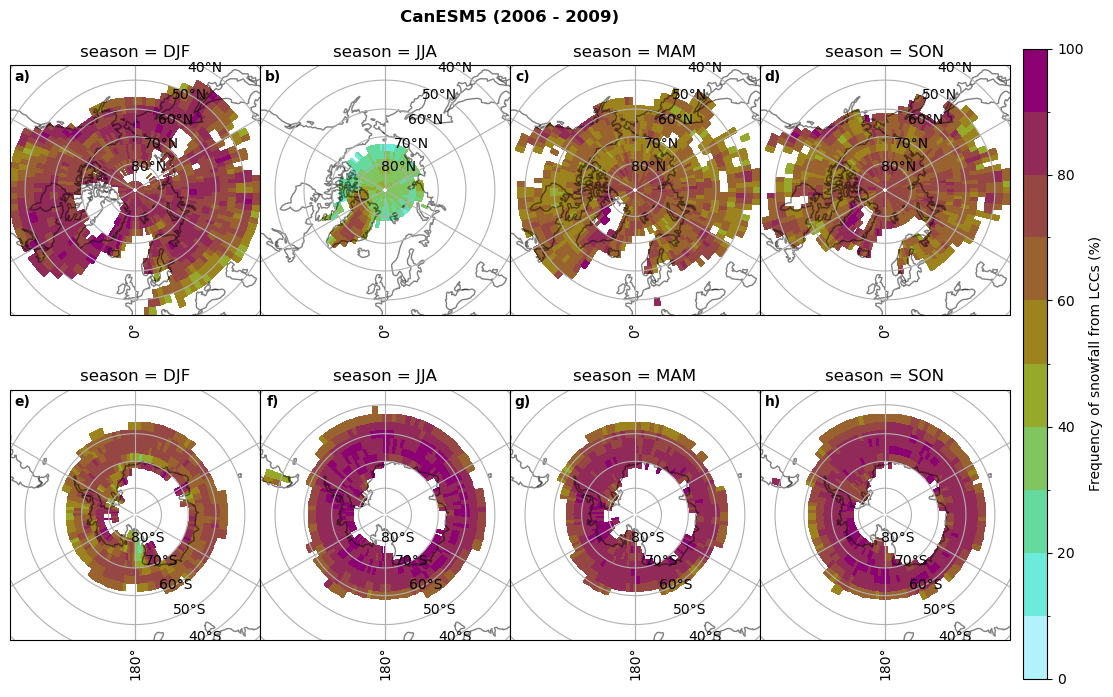 CanESM5 (2006 - 2009)
season = DJF
season = JJA
season = MAM
season = SON
a)
40°N
50°N
60°N
70°N
80°N
0°
b)
40°N
50°N
60°N
70°N
80°N
0°
c)
40°N
50°N
60°N
70°N
80°N
0°
d)
40°N
50°N
60°N
70°N
80°N
0°
season = DJF
season = JJA
season = MAM
season = SON
e)
80°S
70°S
60°S
50°S
40°S
180°
f)
80°S
70°S
60°S
50°S
40°S
180°
g)
80°S
70°S
60°S
50°S
40°S
180°
h)
80°S
70°S
60°S
50°S
40°S
180°
100
80
60
40
20
0
Frequency of snowfall from LCCs (%)